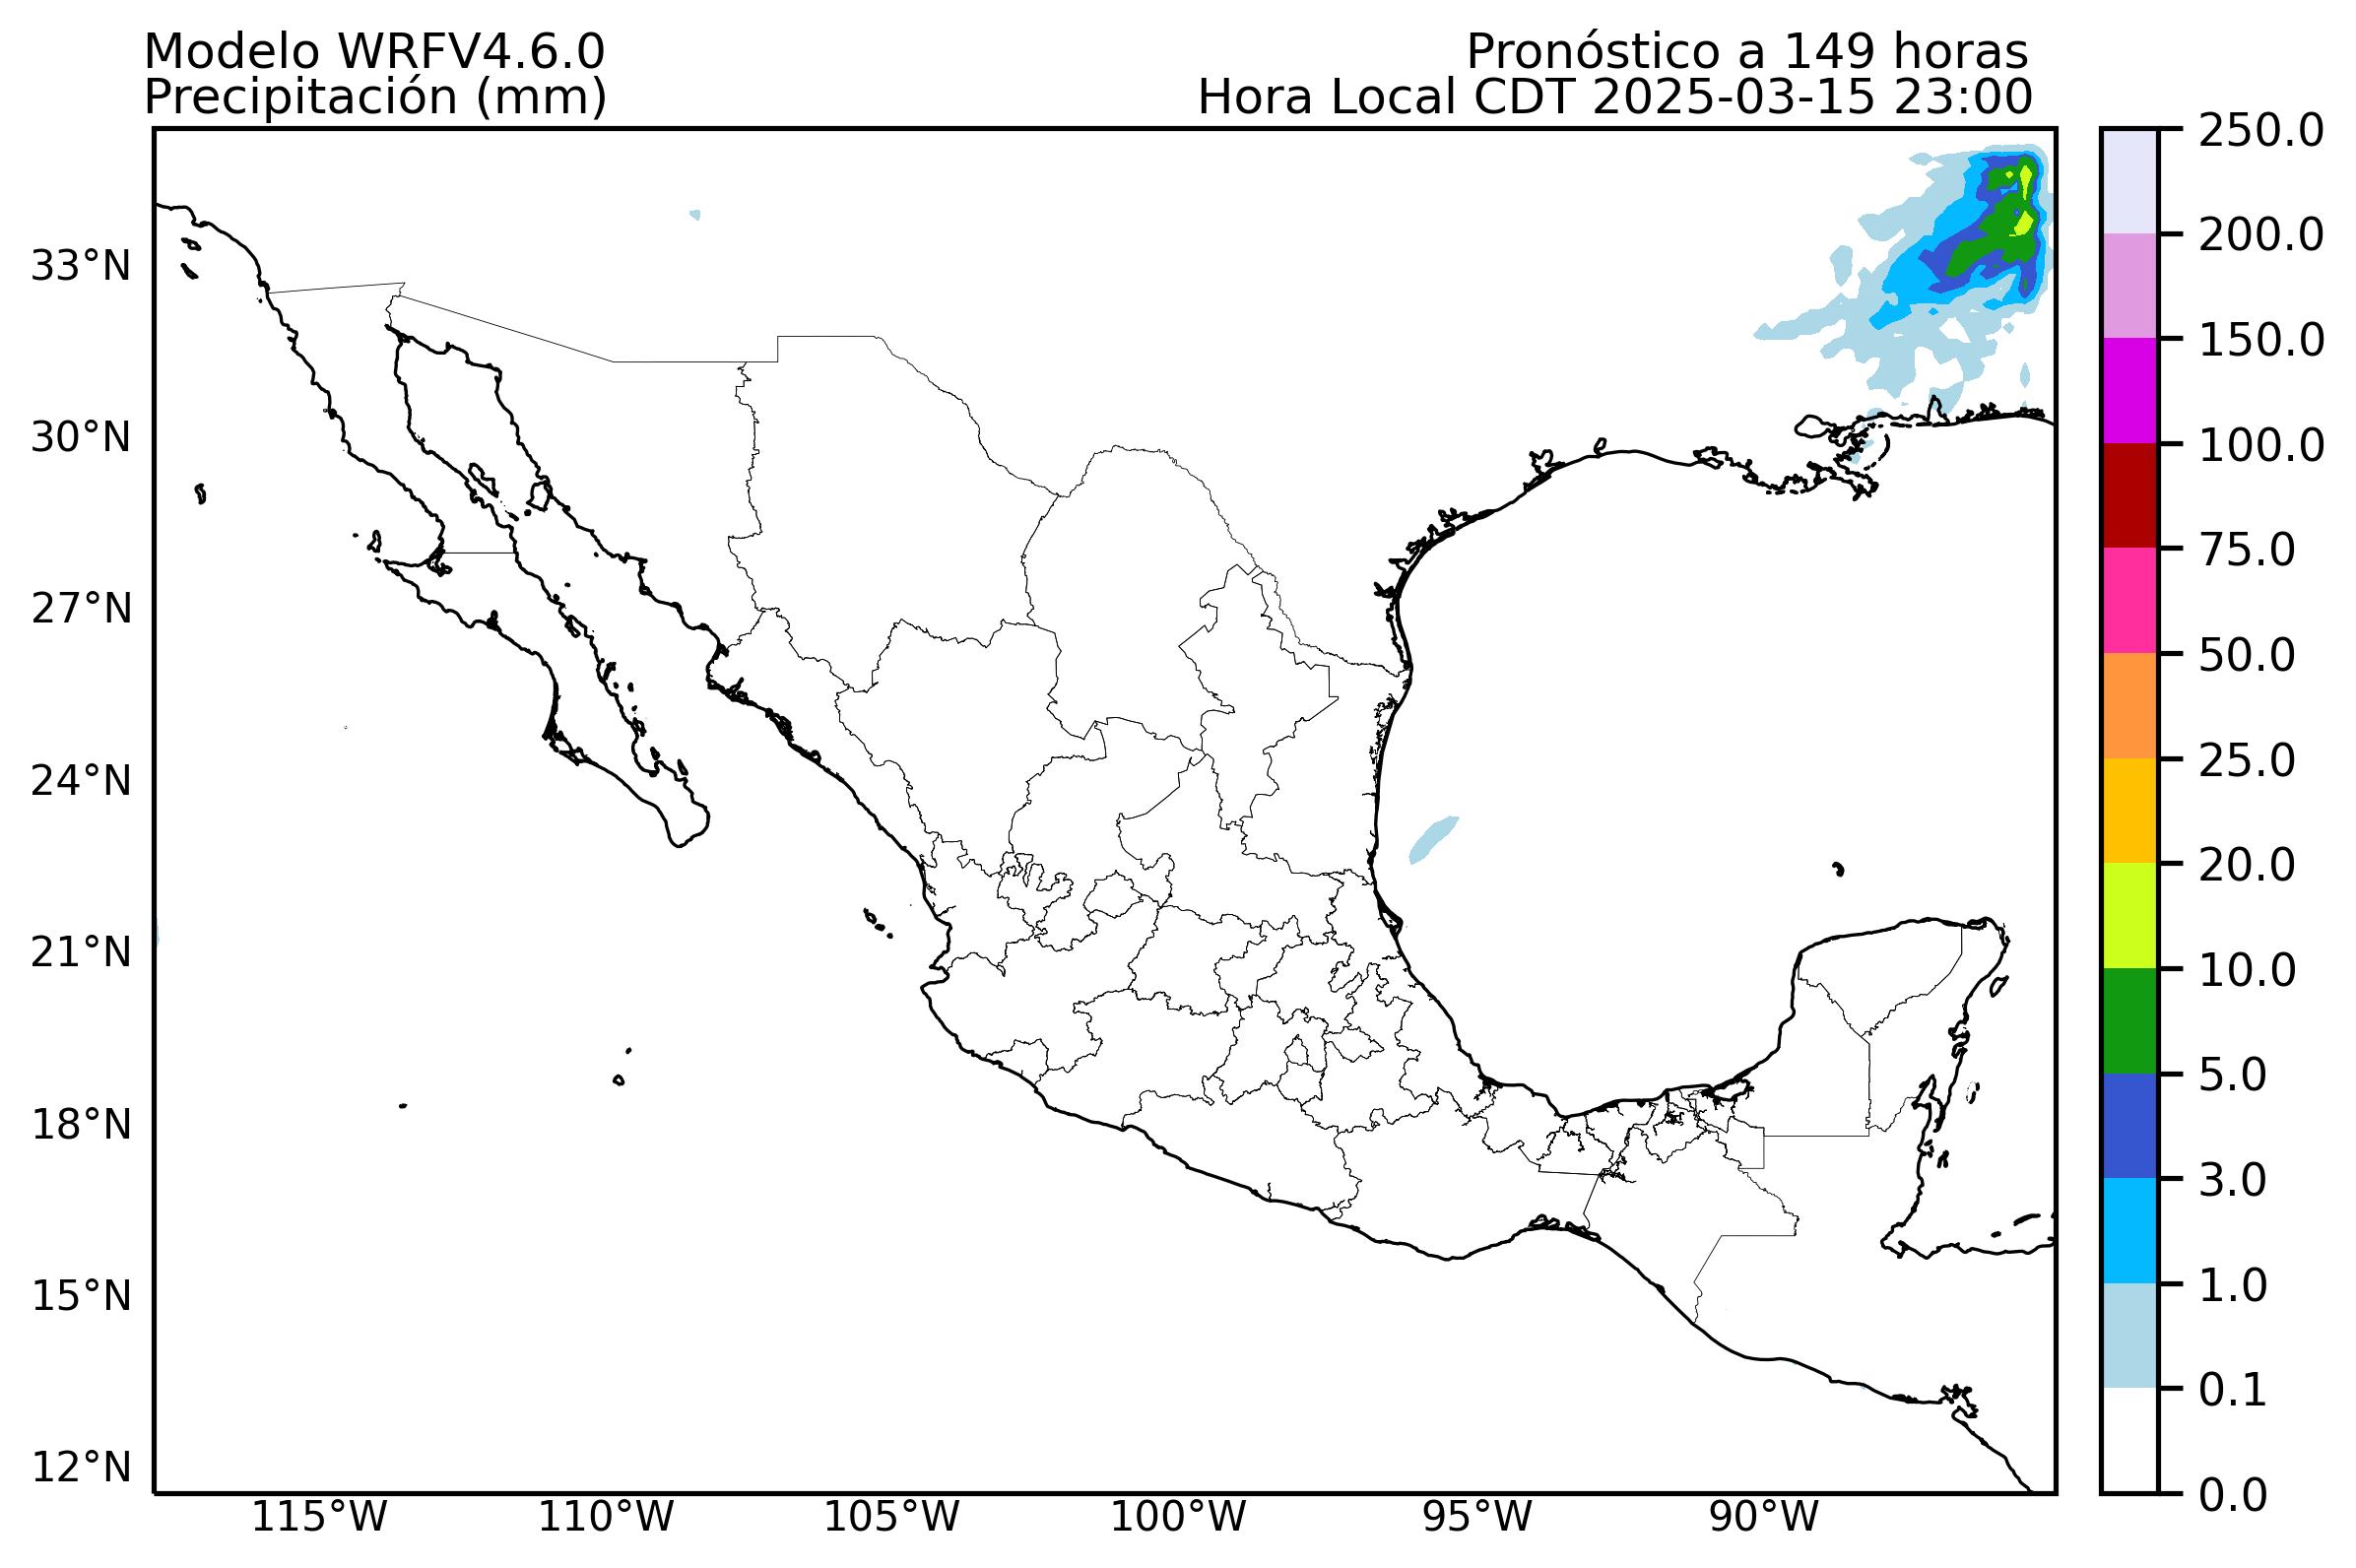 Modelo WRFV4.6.0
Pronóstico a 149 horas
Precipitación (mm)
Hora Local CDT 2025-03-15 23:00
33°N
30°N
27°N
24°N
21°N
18°N
15°N
12°N
115°W
110°W
105°W
100°W
95°W
90°W
250.0
200.0
150.0
100.0
75.0
50.0
25.0
20.0
10.0
5.0
3.0
1.0
0.1
0.0